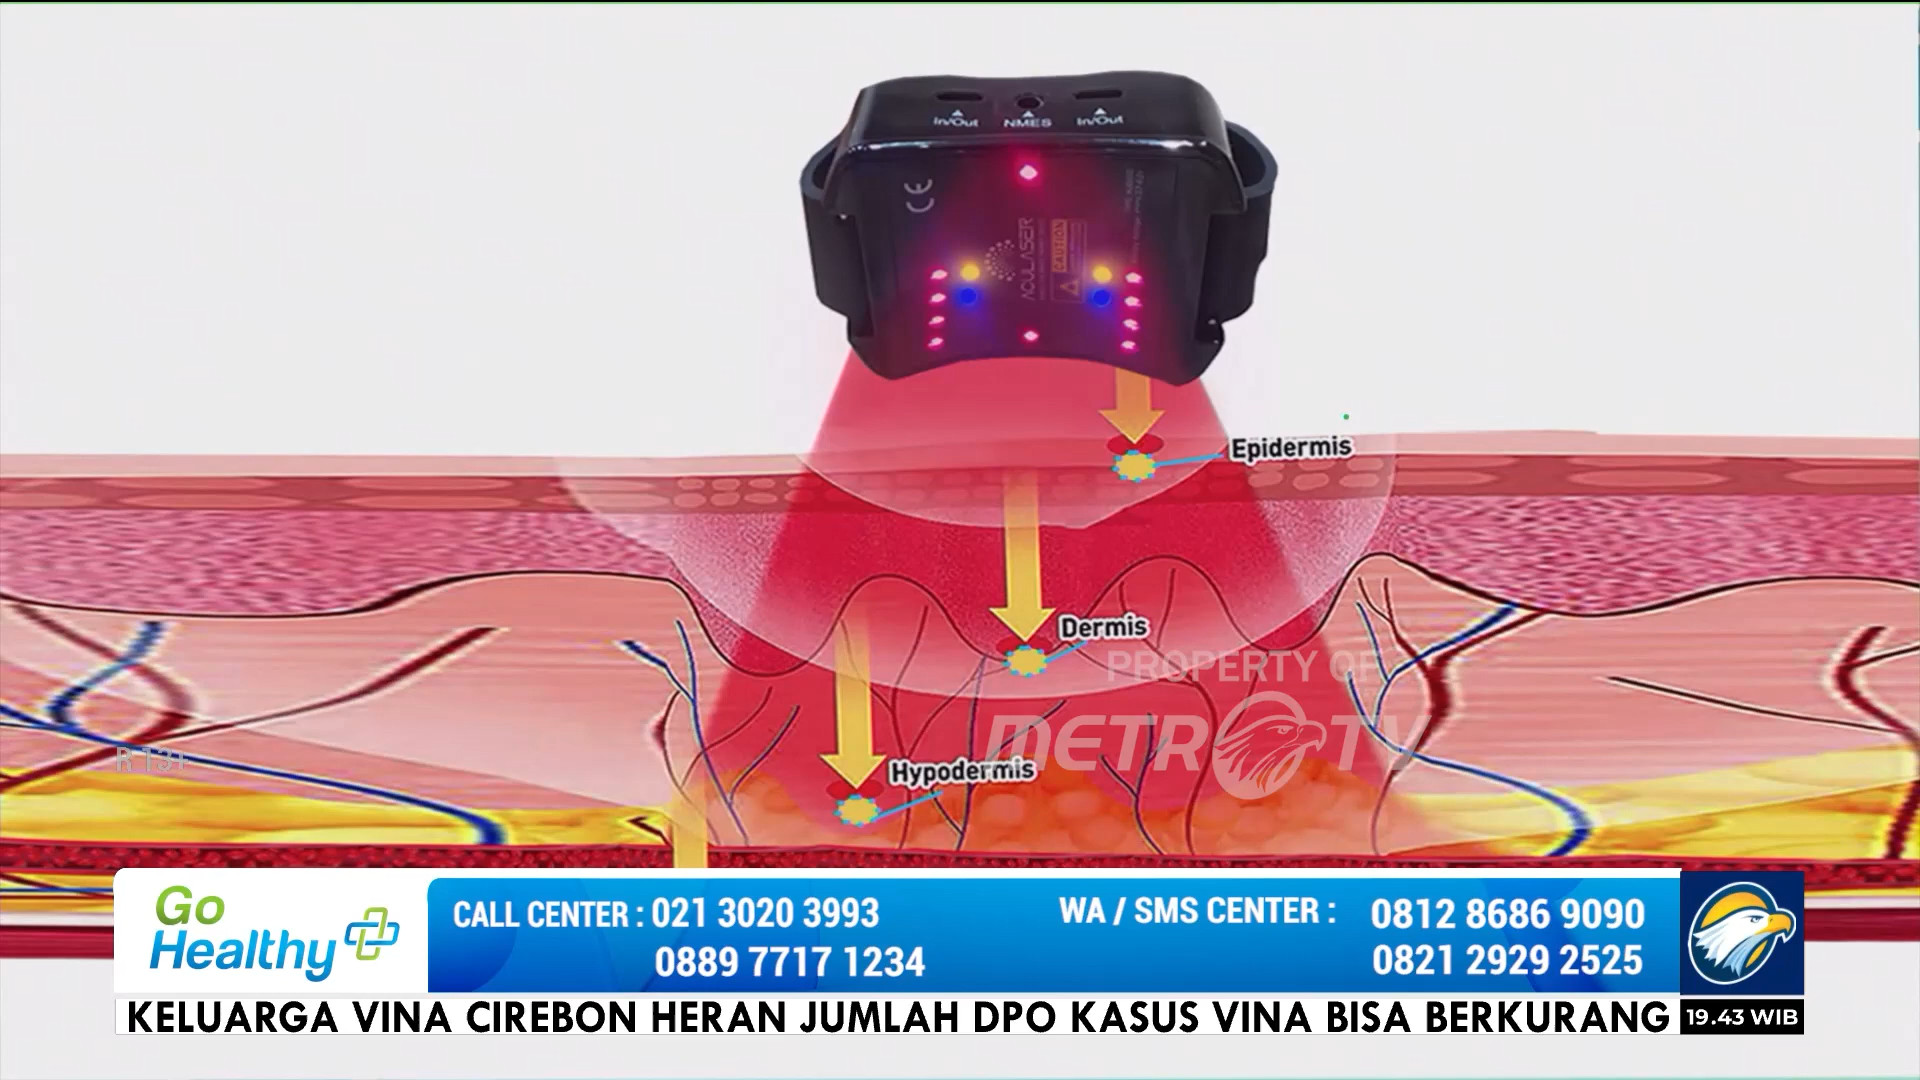 In/Out
NMES
In/Out
CE
ACULASER
CAUTION
Epidermis
Dermis
PROPERTY OF
METRO TV
Hypodermis
R 13+
Go
Healthy
CALL CENTER : 021 3020 3993
0889 7717 1234
WA / SMS CENTER : 0812 8686 9090
0821 2929 2525
KELUARGA VINA CIREBON HERAN JUMLAH DPO KASUS VINA BISA BERKURANG
19.43 WIB